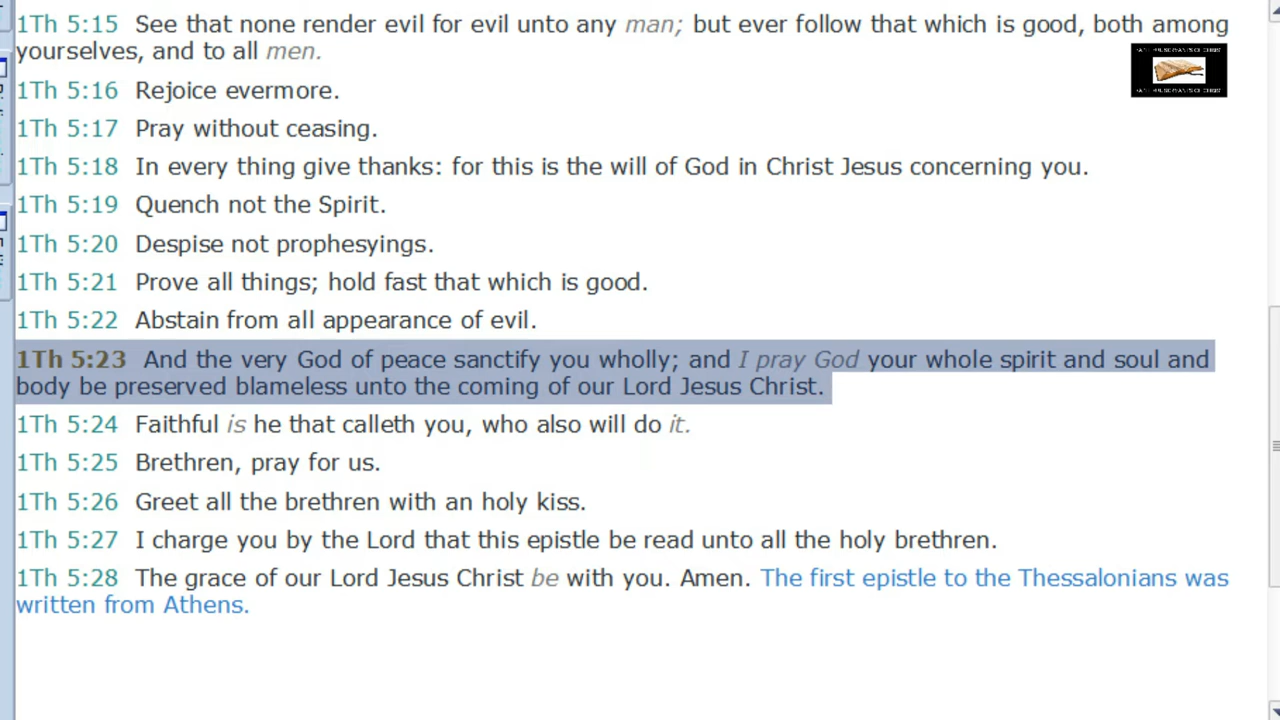 1Th 5:15 See that none render evil for evil unto any man; but ever follow that which is good, both among
yourselves, and to all men.
1Th 5:16 Rejoice evermore.
1Th 5:17 Pray without ceasing.
1Th 5:18 In every thing give thanks: for this is the will of God in Christ Jesus concerning you.
1Th 5:19 Quench not the Spirit.
1Th 5:20 Despise not prophesyings.
1Th 5:21 Prove all things; hold fast that which is good.
1Th 5:22 Abstain from all appearance of evil.
1Th 5:23 And the very God of peace sanctify you wholly; and I pray God your whole spirit and soul and
body be preserved blameless unto the coming of our Lord Jesus Christ.
1Th 5:24 Faithful is he that calleth you, who also will do it.
1Th 5:25 Brethren, pray for us.
1Th 5:26 Greet all the brethren with an holy kiss.
1Th 5:27 I charge you by the Lord that this epistle be read unto all the holy brethren.
1Th 5:28 The grace of our Lord Jesus Christ be with you. Amen. The first epistle to the Thessalonians was
written from Athens.